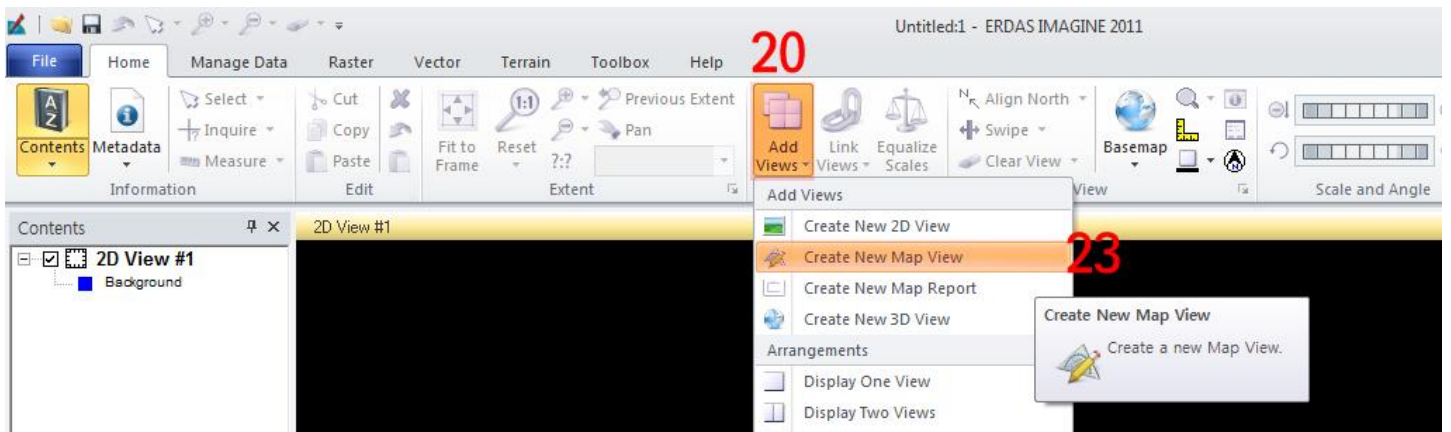 Untitled:1 - ERDAS IMAGINE 2011
20
File Home Manage Data Raster Vector Terrain Toolbox Help
A
Z
Contents
Metadata
Select
Inquire
Measure
Information
Cut
Copy
Paste
Edit
Fit to
Frame
1:1
Reset
?:?
Previous Extent
Pan
Extent
Add
Views
Link
Views
Equalize
Scales
N R Align North
Swipe
Clear View
Basemap
N
View
Scale and Angle
Contents
2D View #1
Background
2D View #1
Add Views
Create New 2D View
Create New Map View
23
Create New Map Report
Create New 3D View
Arrangements
Display One View
Display Two Views
Create New Map View
Create a new Map View.